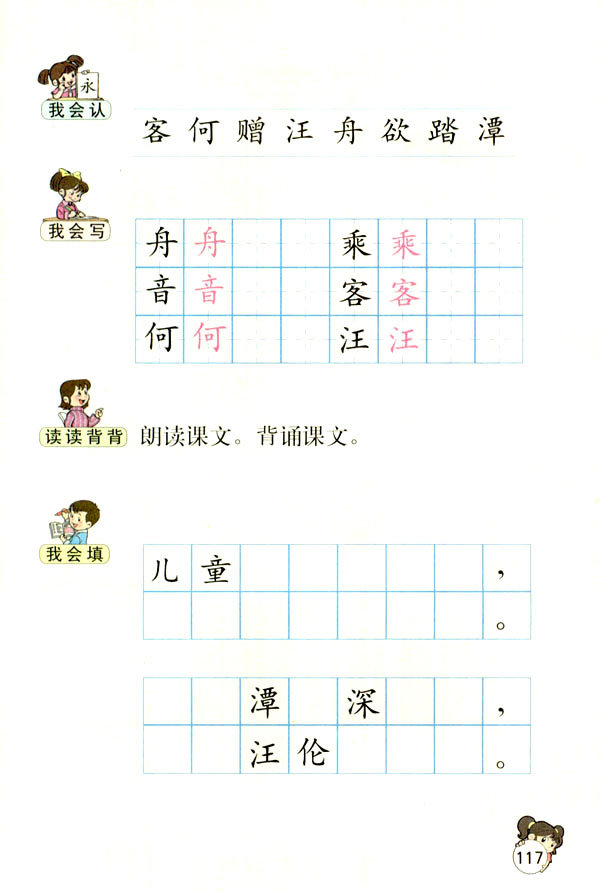 永
我会认
客 何 赠 汪 舟 欲 踏 潭
我会写
舟 舟 乘 乘
音 音 客 客
何 何 汪 汪
读读背背
朗读课文。背诵课文。
我会填
儿 童 ，
。
潭 深 ，
汪 伦 。
117